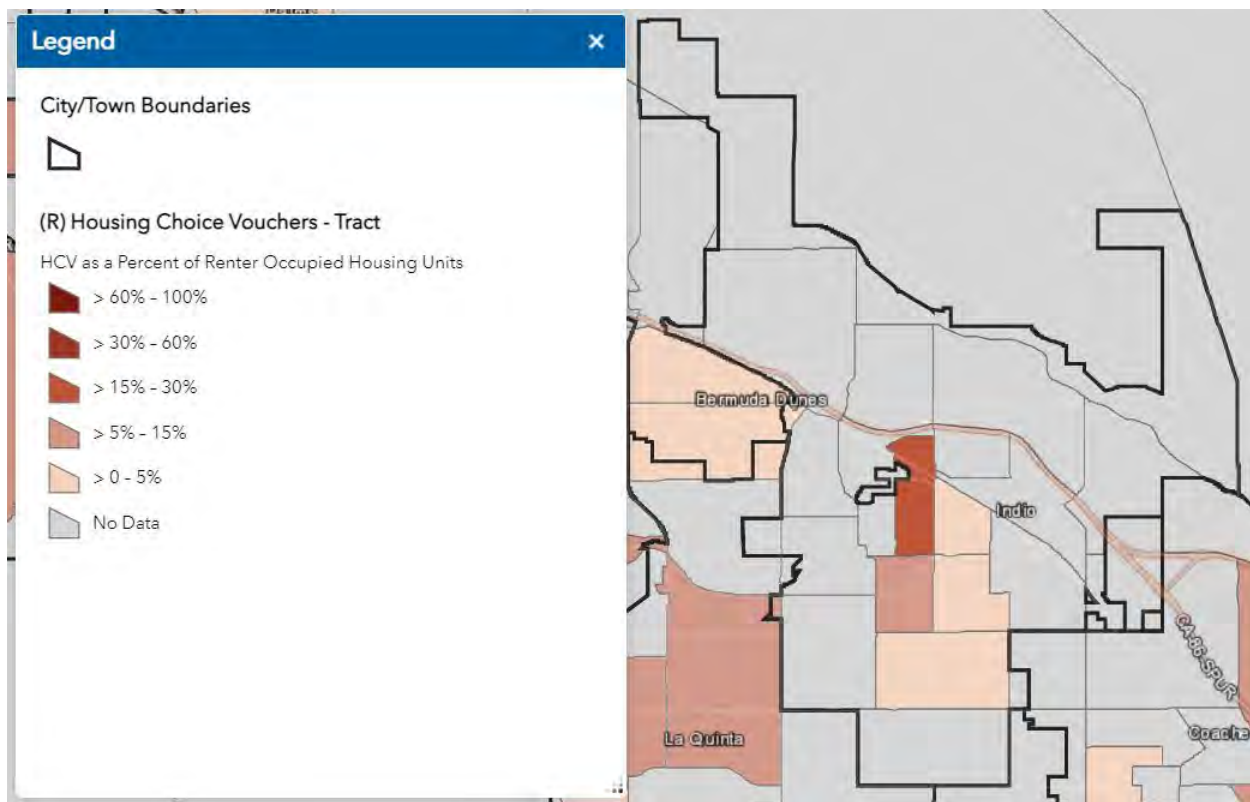 Legend
City/Town Boundaries
(R) Housing Choice Vouchers - Tract
HCV as a Percent of Renter Occupied Housing Units
> 60% - 100%
> 30% - 60%
> 15% - 30%
> 5% - 15%
> 0 - 5%
No Data
Bermuda Dunes
Indio
CA-86-SPUR
La Quinta
Coache